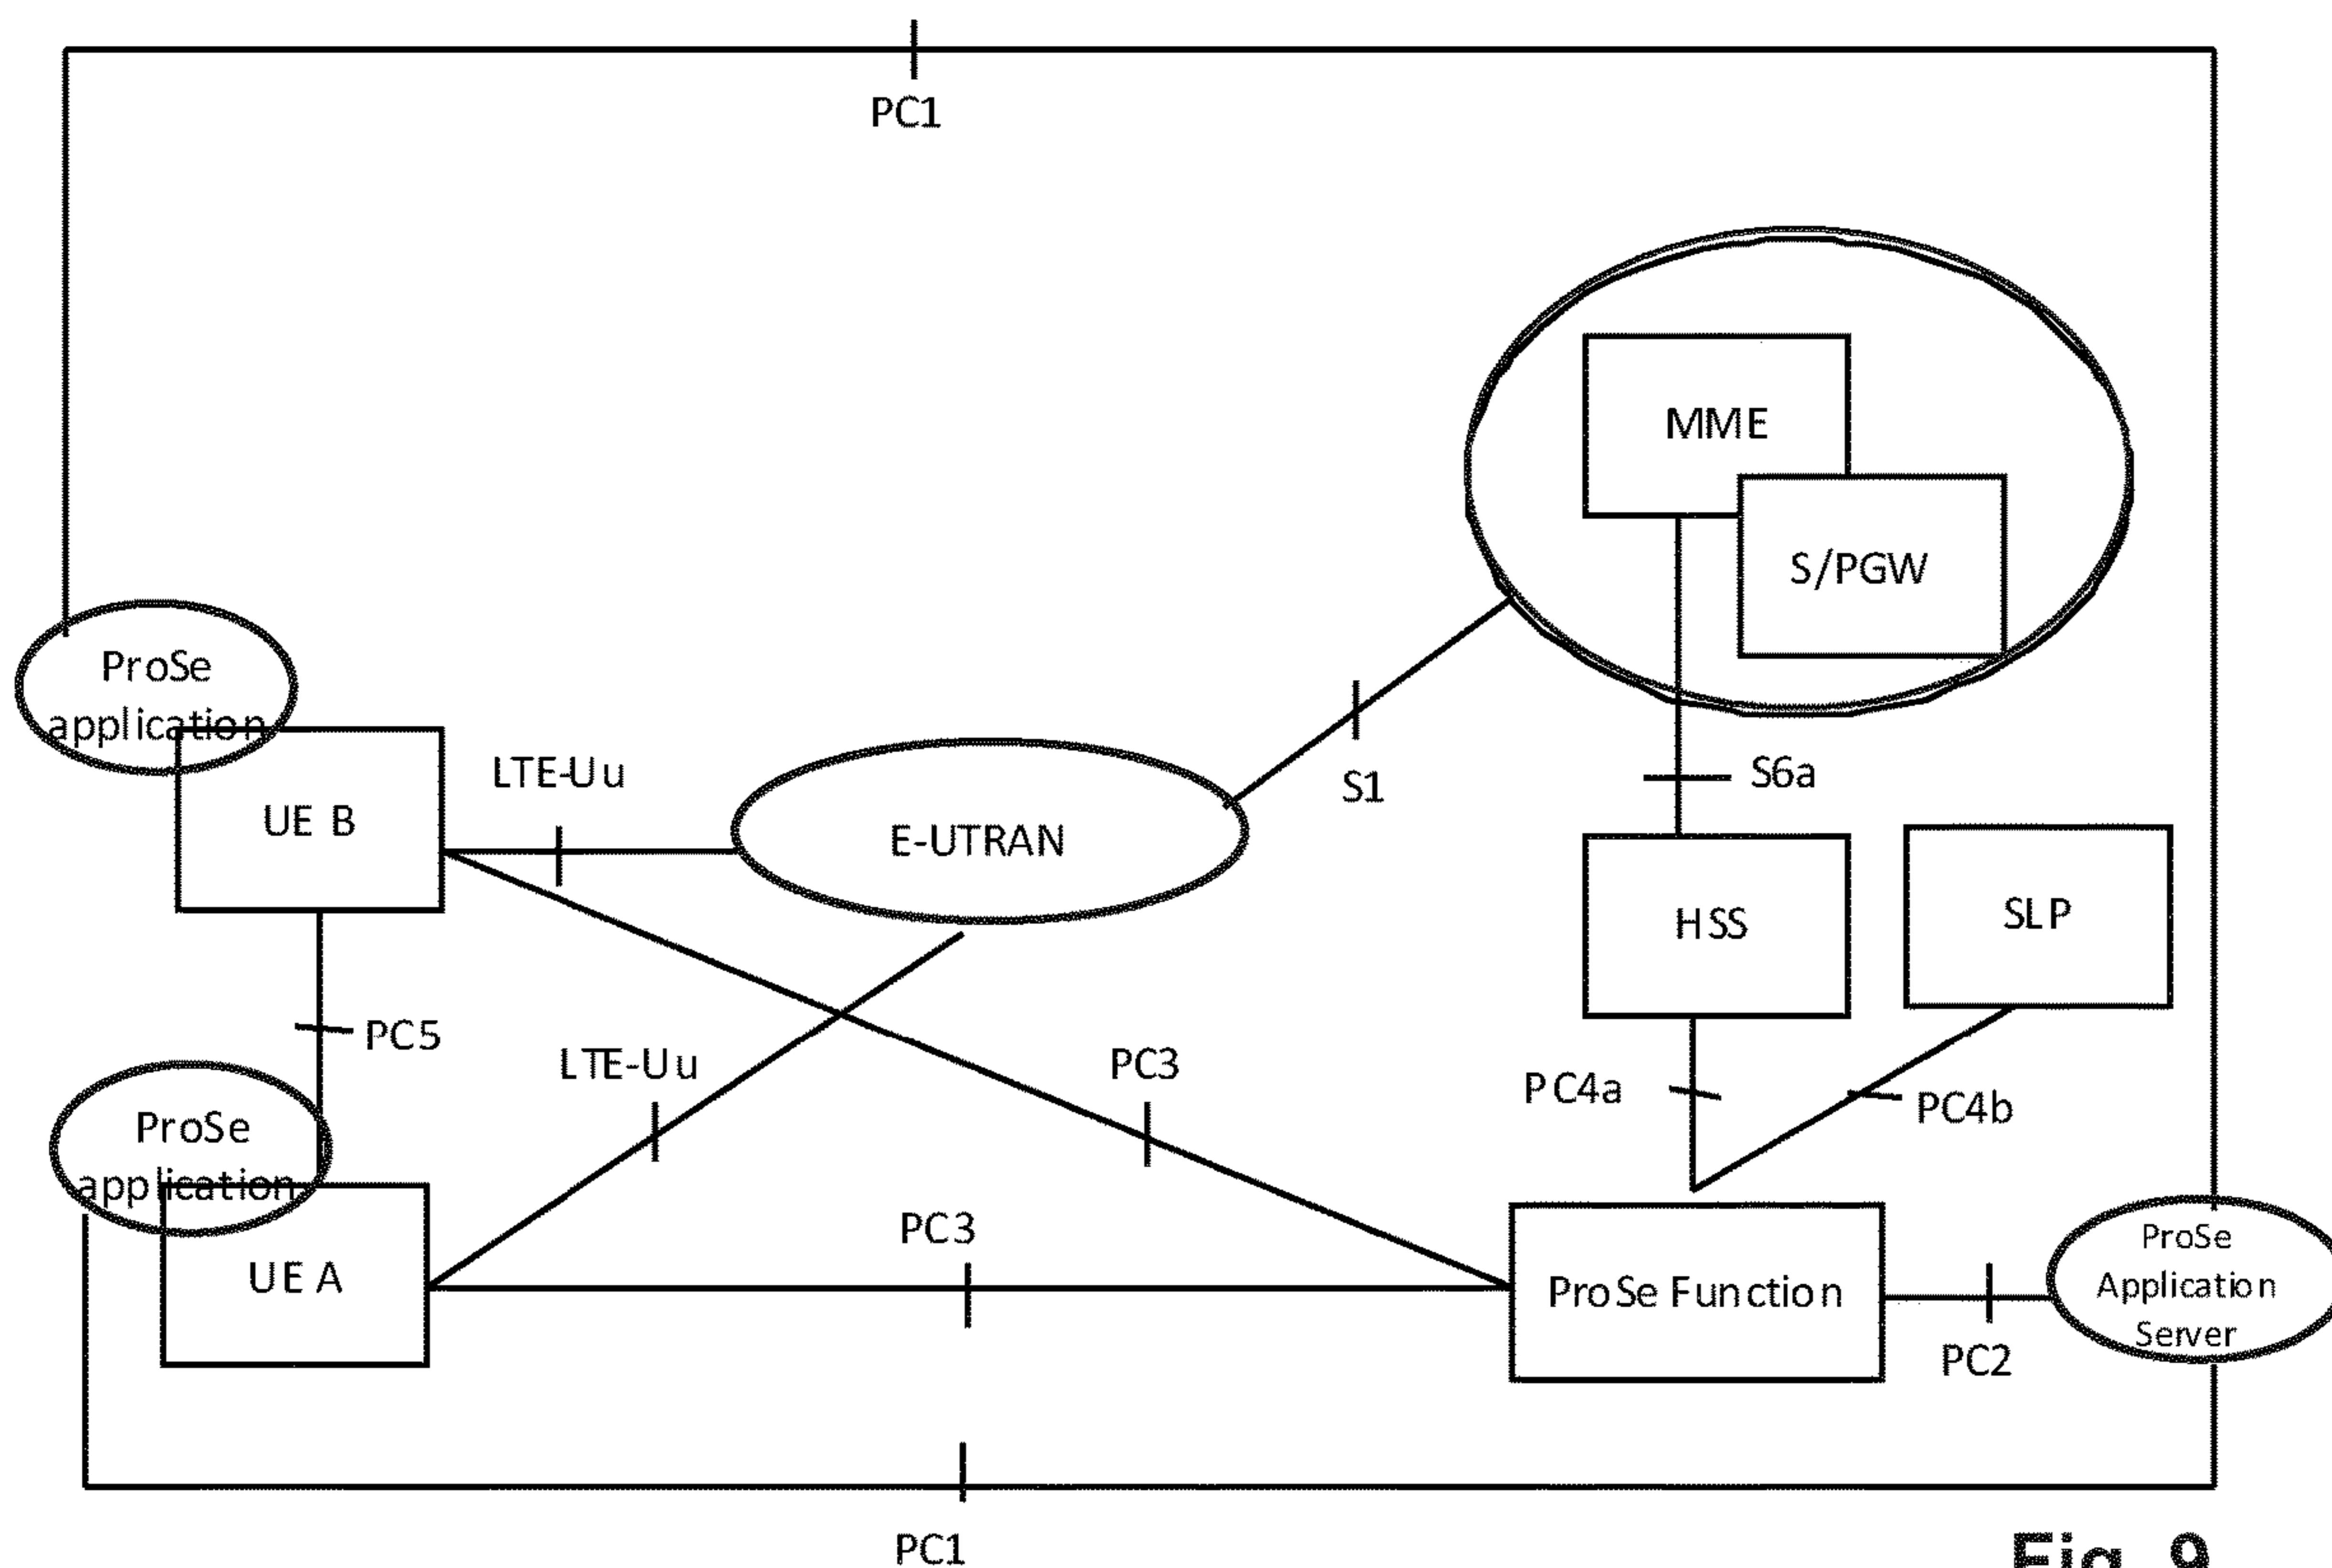 PC1
MME
S/PGW
ProSe
application
LTE-Uu
S1
S6a
UE B
E-UTRAN
HSS
SLP
PC5
LTE-Uu
PC3
PC4a
PC4b
ProSe
application
PC3
UE A
ProSe Function
ProSe
Application
Server
PC2
PC1
Fig. 9